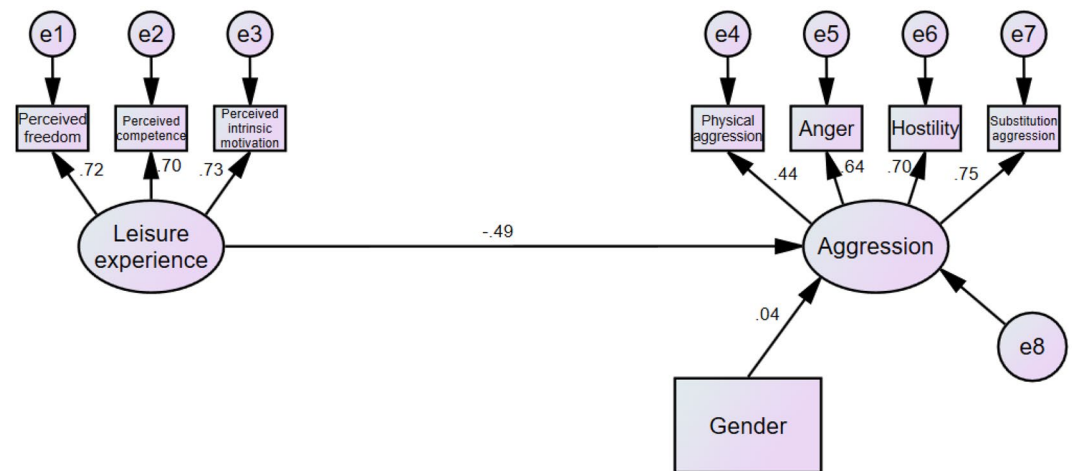 e1
e2
e3
e4
e5
e6
e7
Perceived
freedom
Perceived
competence
Perceived
intrinsic
motivation
Physical
aggression
Anger
Hostility
Substitution
aggression
.72
.70
.73
.44
.64
.70
.75
Leisure
experience
-.49
Aggression
.04
e8
Gender